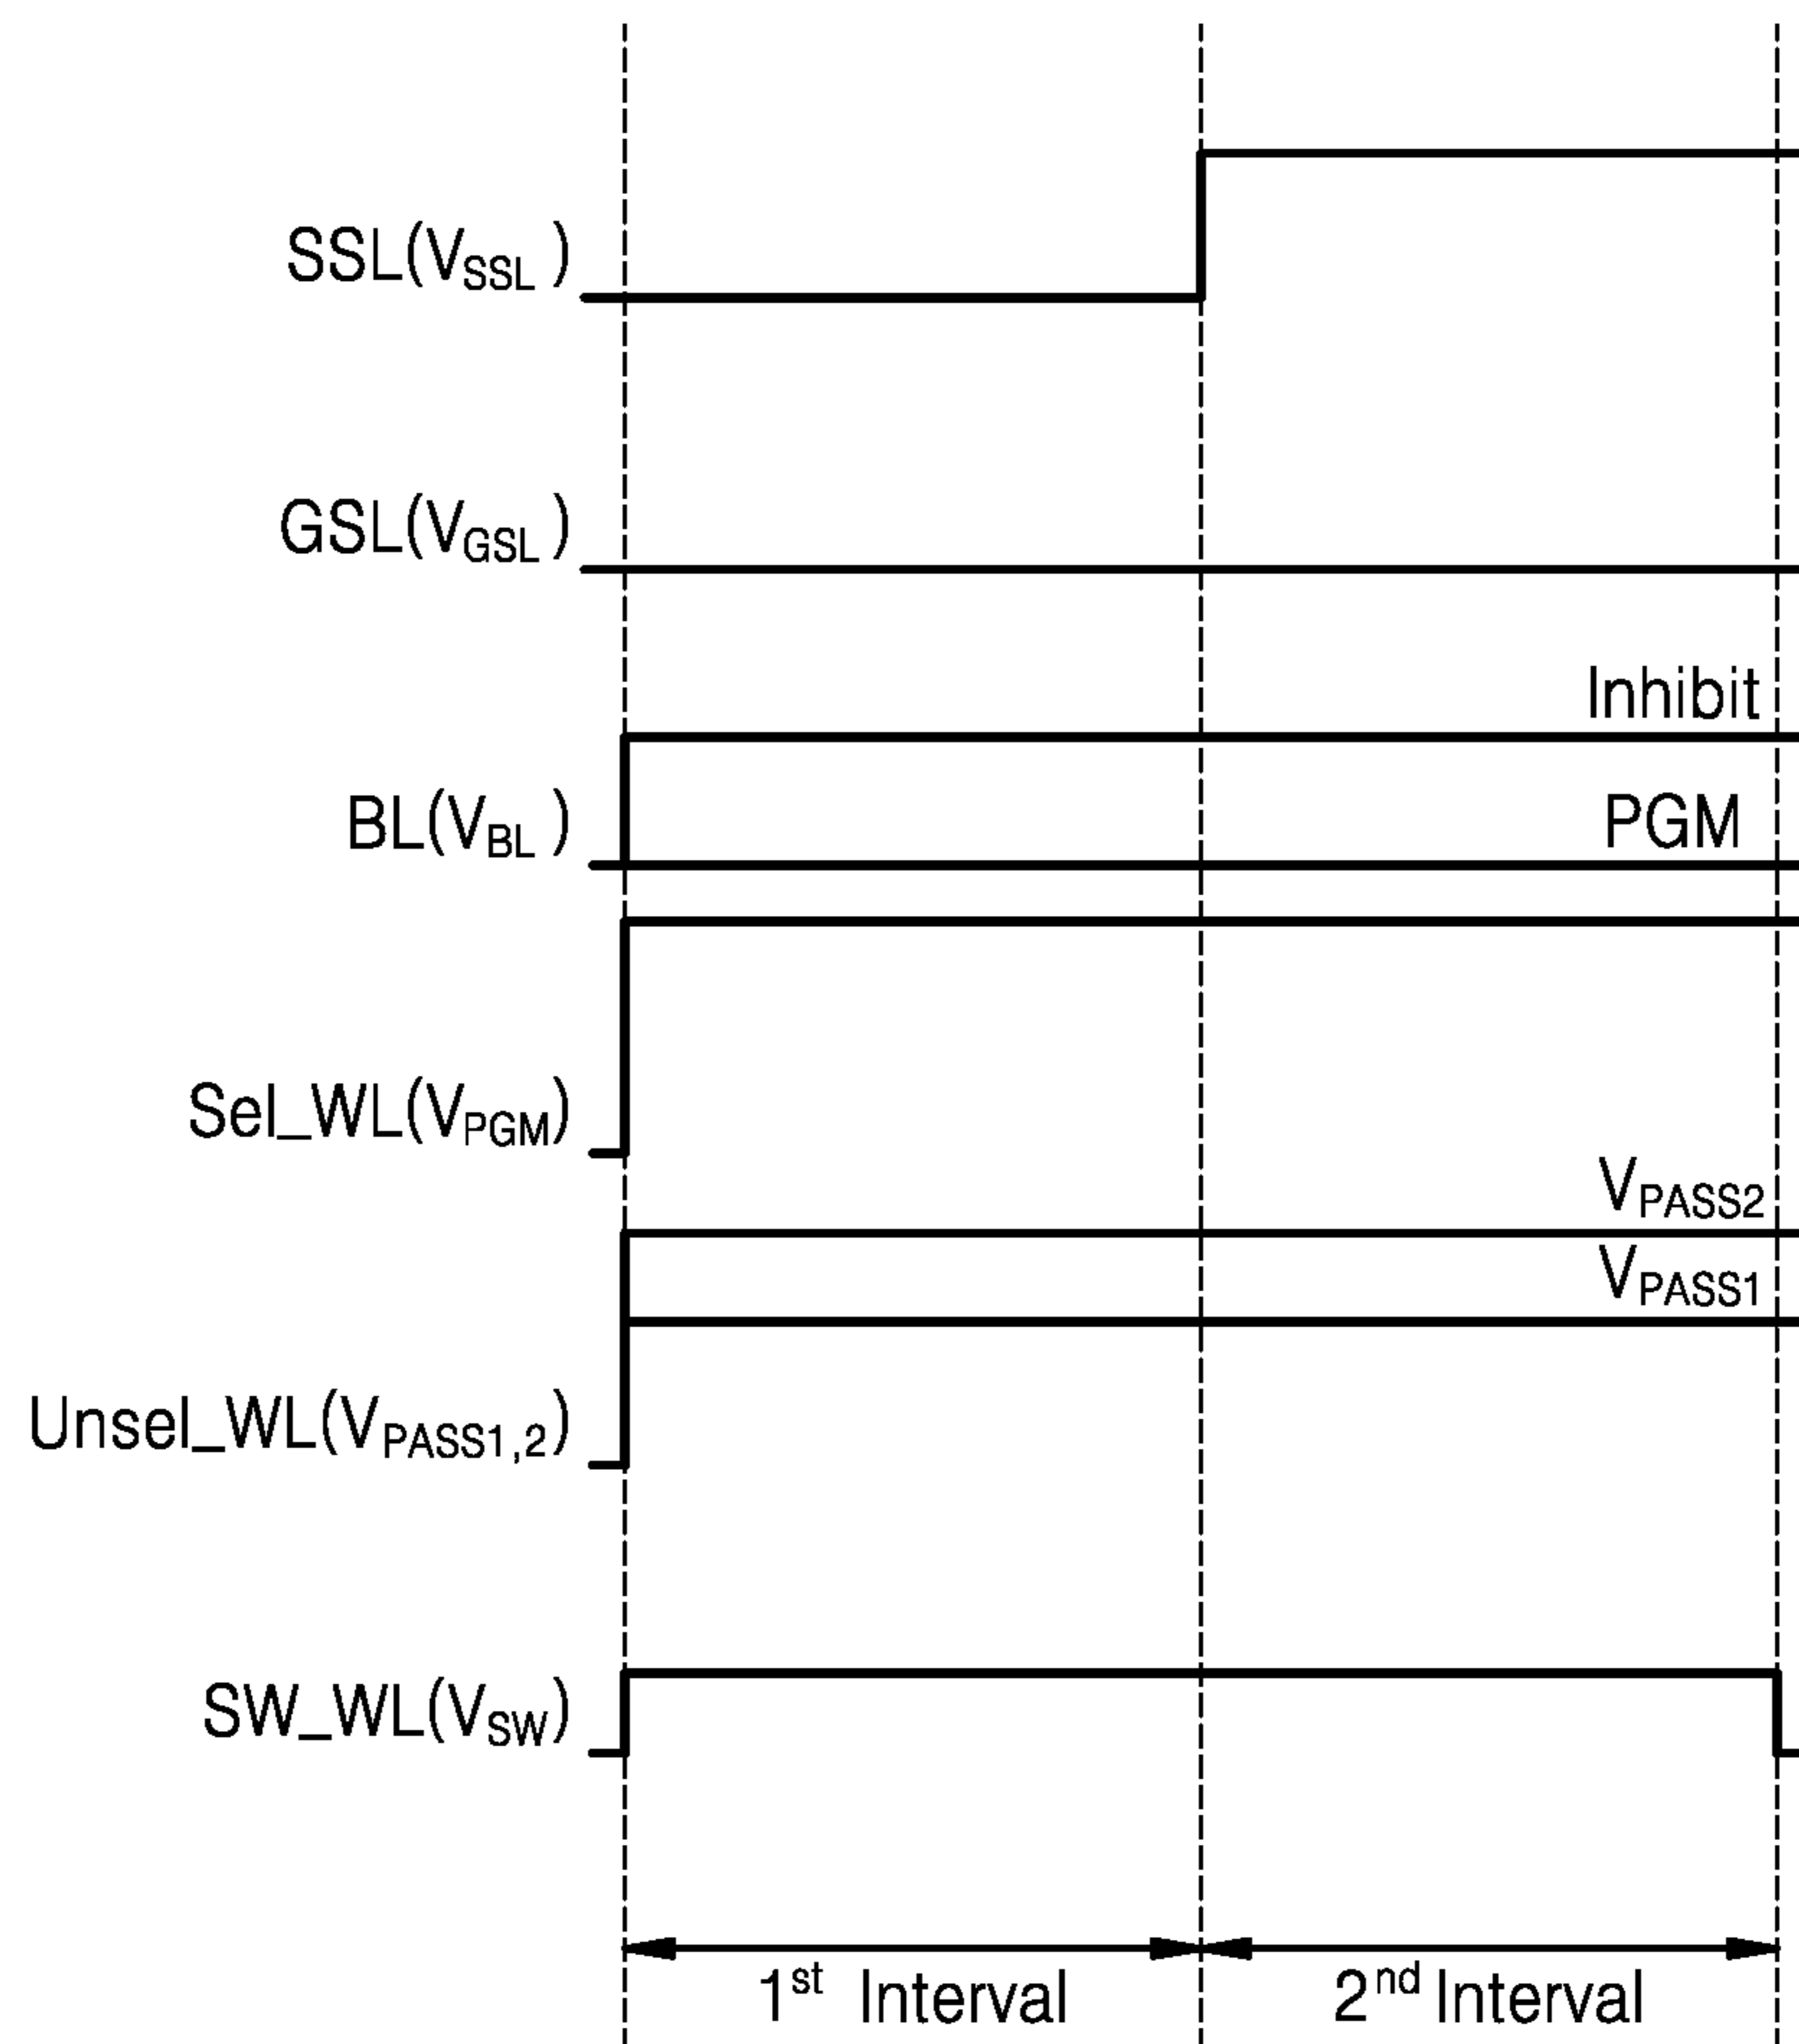 SSL(VSSL )
GSL(VGSL )
Inhibit
BL(VBL )
PGM
Sel_WL(VPGM)
VPASS2
VPASS1
Unsel_WL(VPASS1,2)
SW_WL(VSW)
1st Interval
2nd Interval